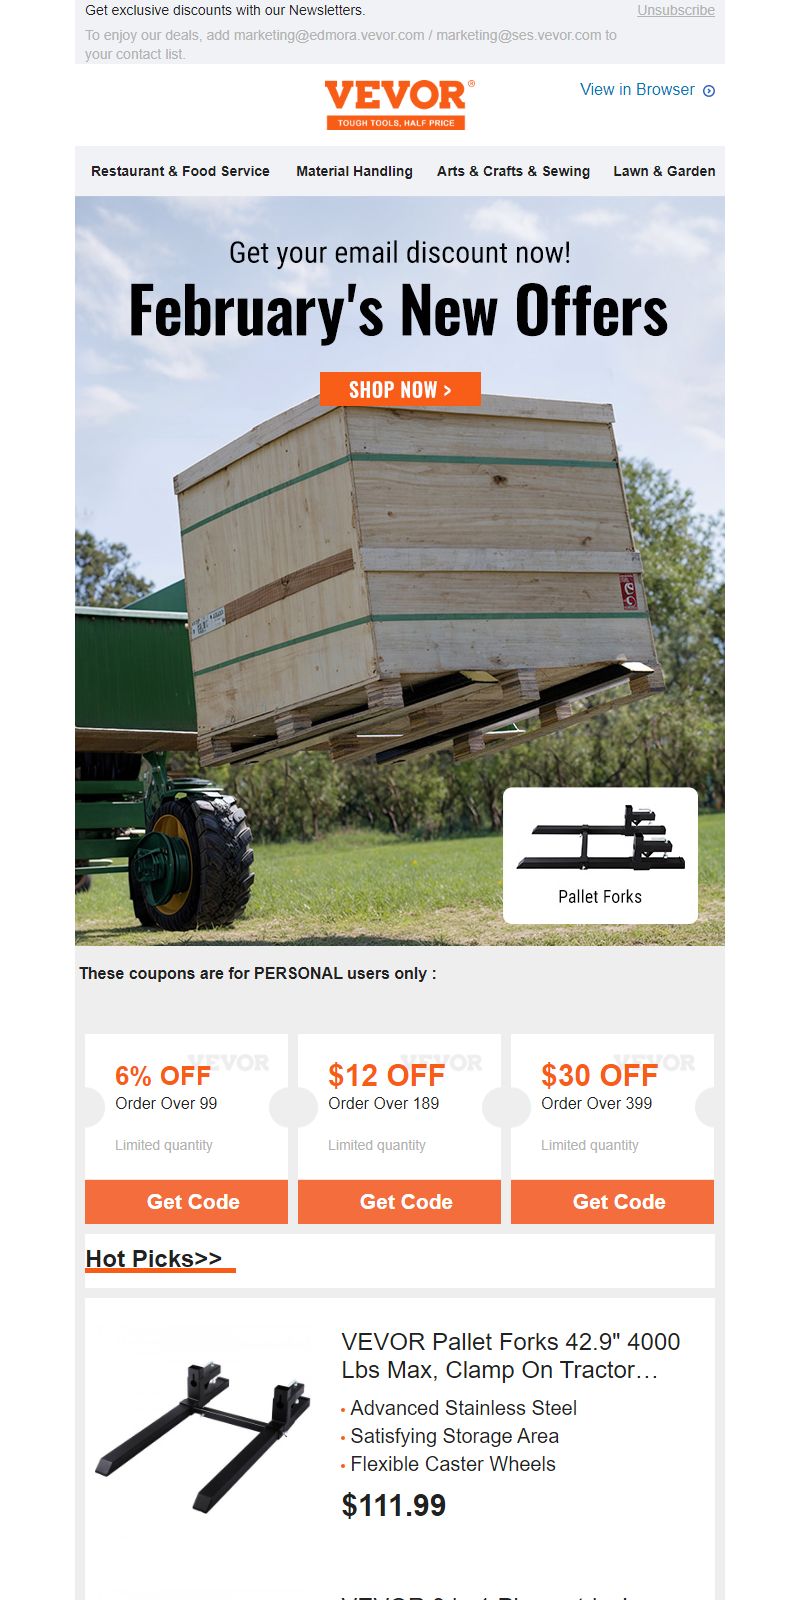 Get exclusive discounts with our Newsletters.
Unsubscribe
To enjoy our deals, add marketing@edmora.vevor.com / marketing@ses.vevor.com to
your contact list.
VEVOR®
TOUGH TOOLS, HALF PRICE
View in Browser
Restaurant & Food Service
Material Handling
Arts & Crafts & Sewing
Lawn & Garden
Get your email discount now!
February's New Offers
SHOP NOW >
Pallet Forks
These coupons are for PERSONAL users only :
VEVOR
6% OFF
Order Over 99
Limited quantity
Get Code
VEVOR
$12 OFF
Order Over 189
Limited quantity
Get Code
VEVOR
$30 OFF
Order Over 399
Limited quantity
Get Code
Hot Picks>>
VEVOR Pallet Forks 42.9" 4000
Lbs Max, Clamp On Tractor…
Advanced Stainless Steel
Satisfying Storage Area
Flexible Caster Wheels
$111.99